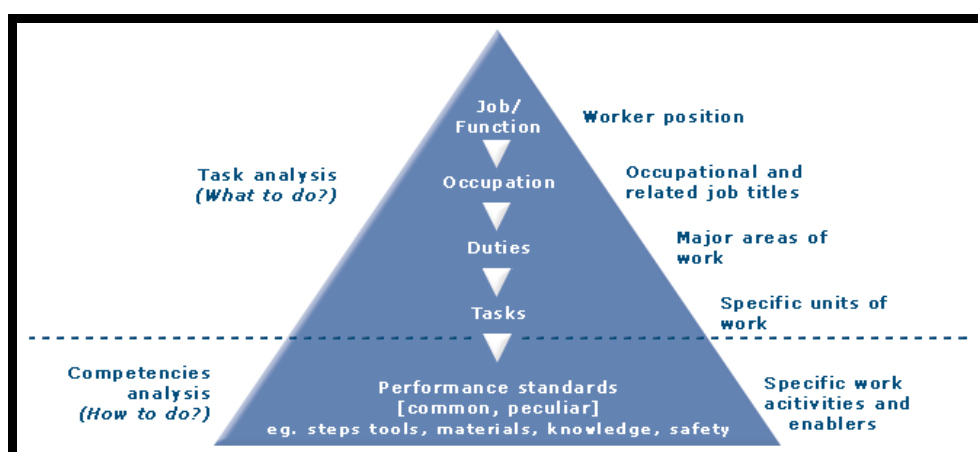 Job/
Function
Worker position
Task analysis
(What to do?)
Occupation
Occupational and
related job titles
Duties
Major areas of
work
Tasks
Specific units of
work
Competencies
analysis
(How to do?)
Performance standards
[common, peculiar]
eg. steps tools, materials, knowledge, safety
Specific work
acitivities and
enablers